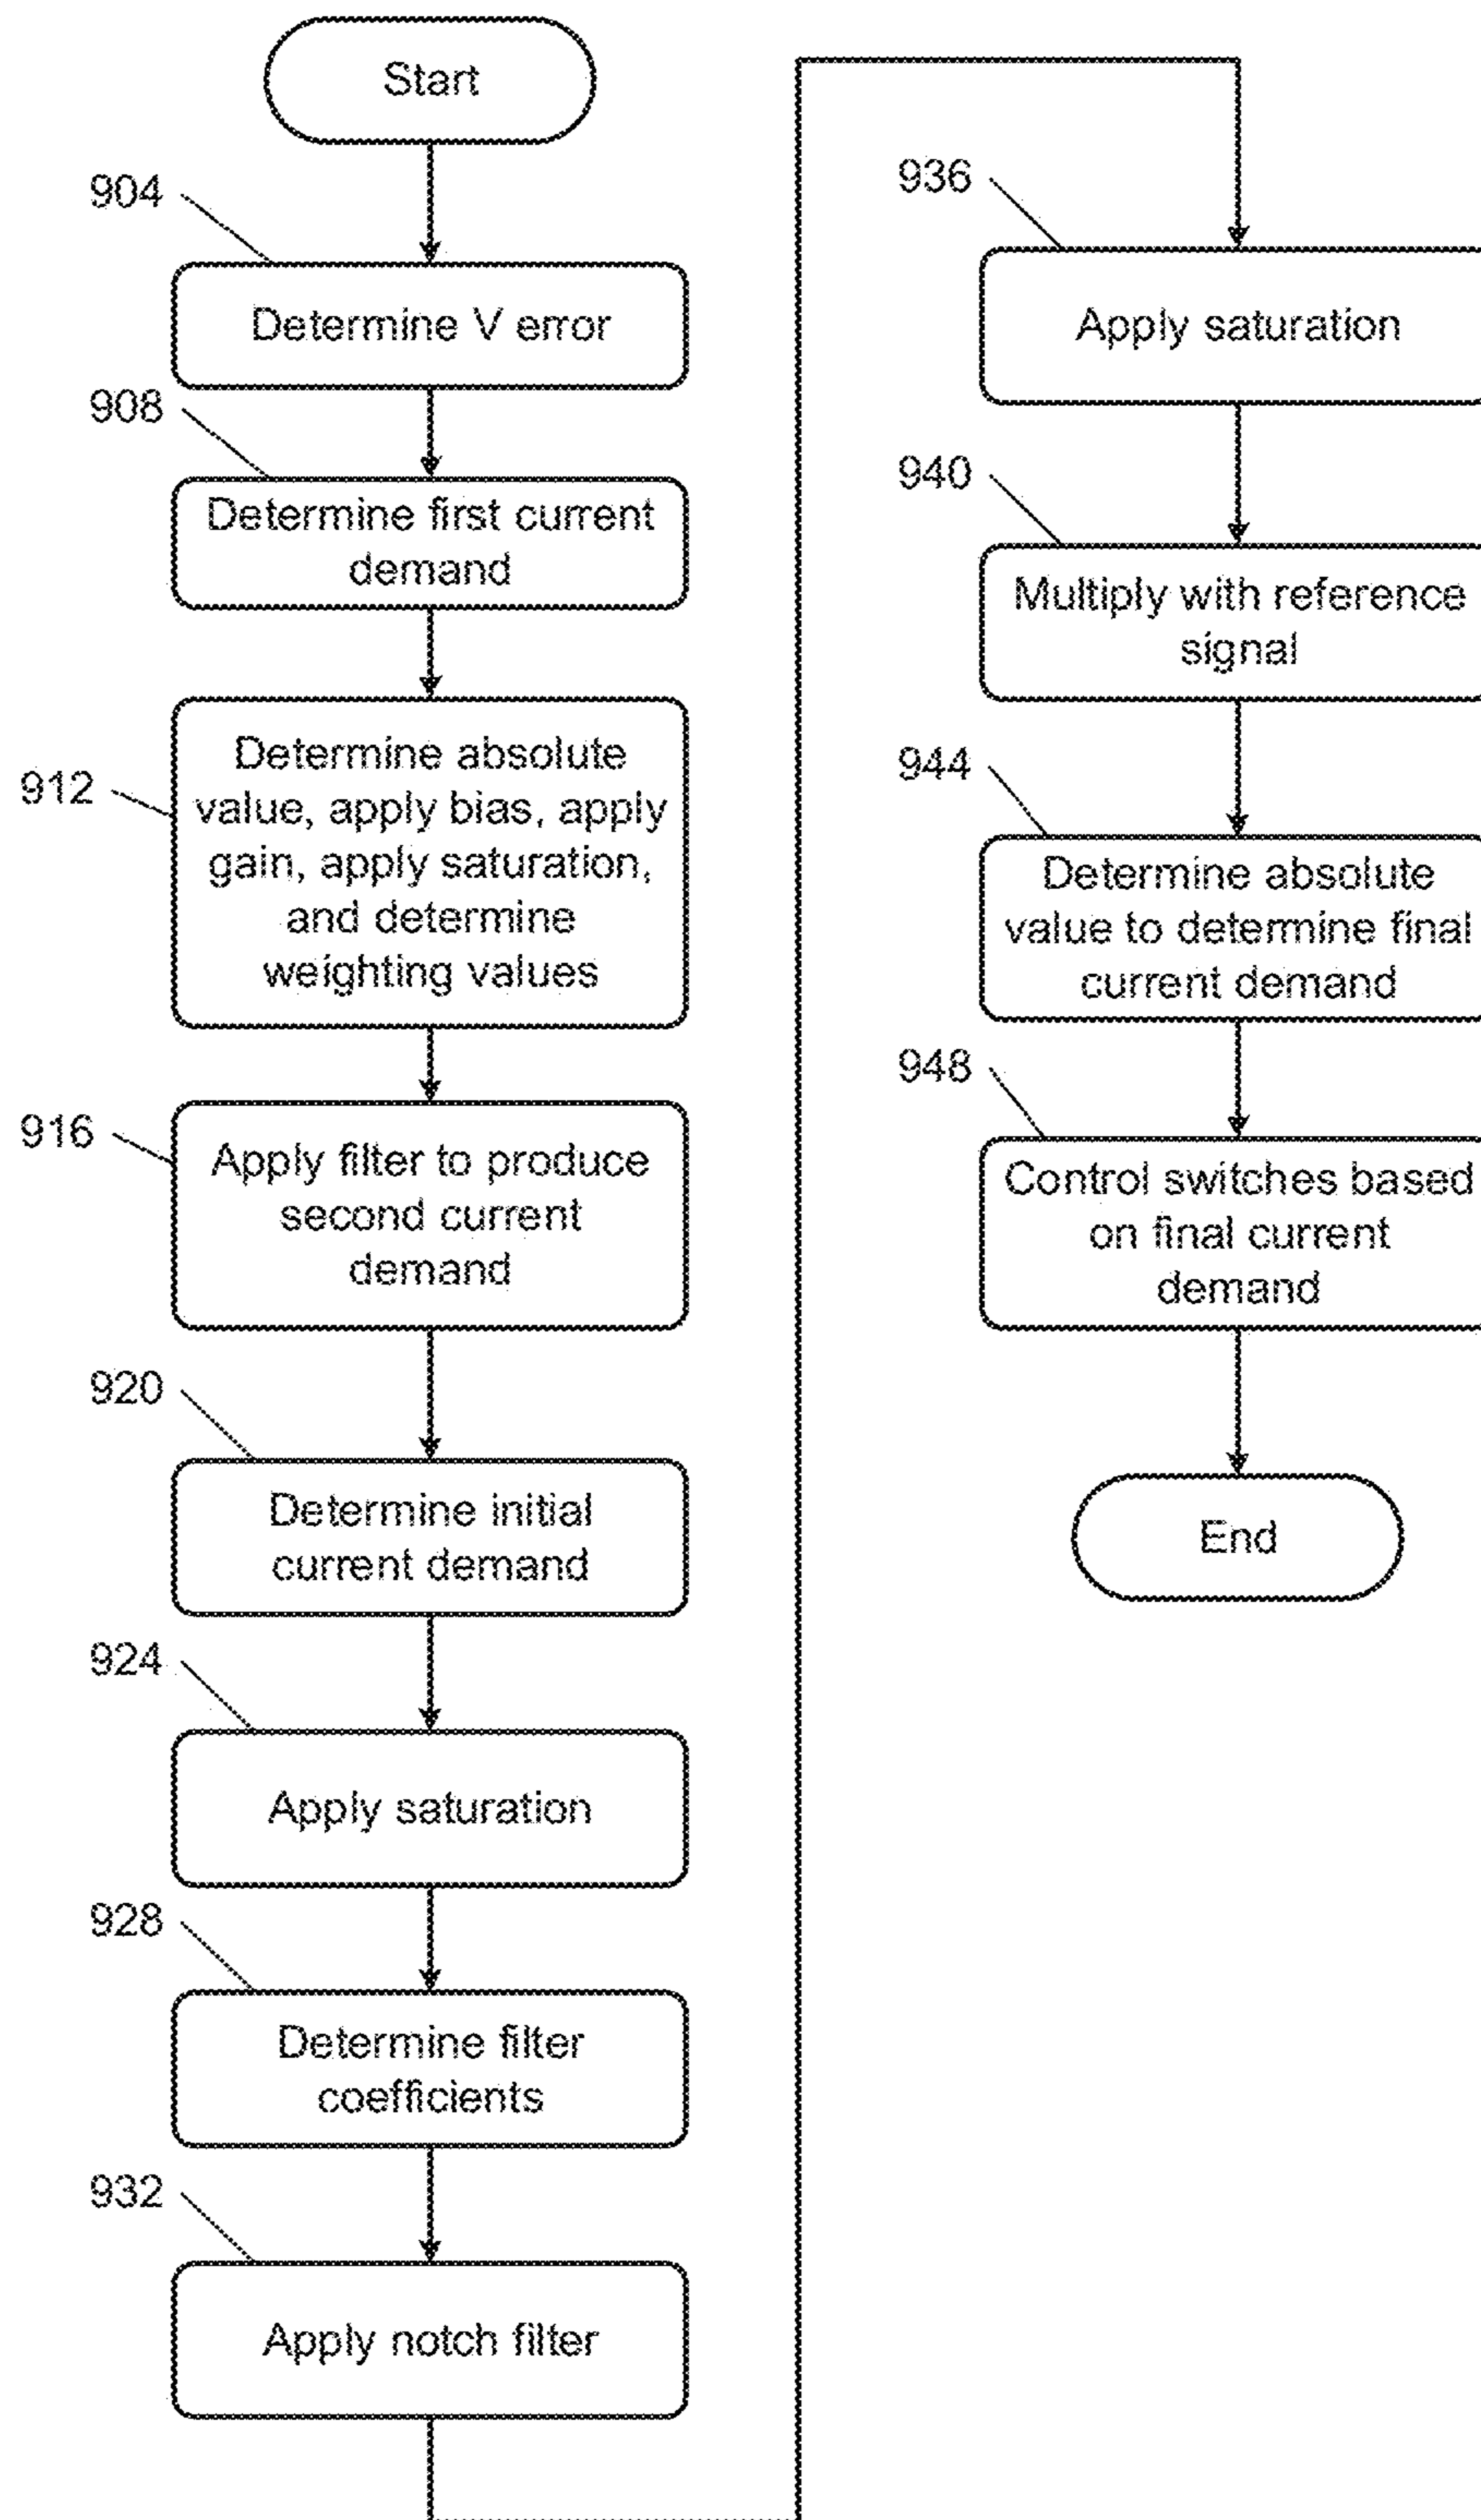 Start
904
Determine V error
908
Determine first current
demand
912
Determine absolute
value, apply bias, apply
gain, apply saturation,
and determine
weighting values
916
Apply filter to produce
second current
demand
920
Determine initial
current demand
924
Apply saturation
928
Determine filter
coefficients
932
Apply notch filter
936
Apply saturation
940
Multiply with reference
signal
944
Determine absolute
value to determine final
current demand
948
Control switches based
on final current
demand
End